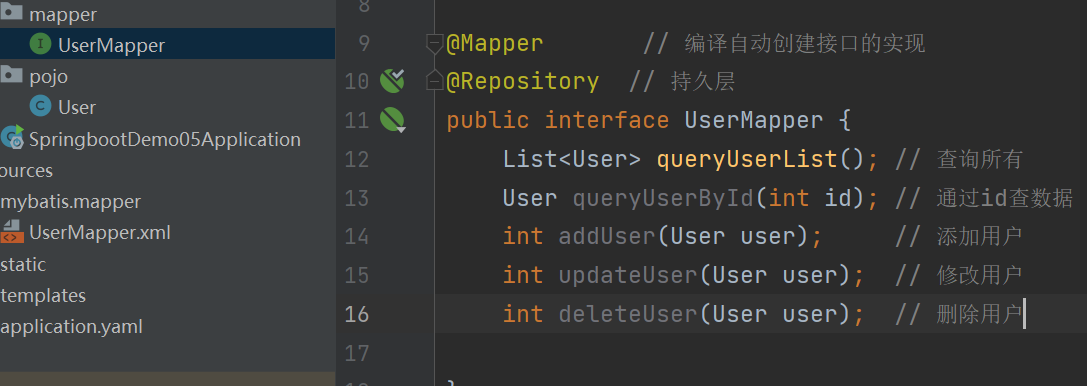 mapper
UserMapper
pojo
User
SpringbootDemo05Application
ources
mybatis.mapper
UserMapper.xml
static
templates
application.yaml
8
9 @Mapper // 编译自动创建接口的实现
10 @Repository // 持久层
11 public interface UserMapper {
12 List<User> queryUserList(); // 查询所有
13 User queryUserById(int id); // 通过id查数据
14 int addUser(User user); // 添加用户
15 int updateUser(User user); // 修改用户
16 int deleteUser(User user); // 删除用户
17